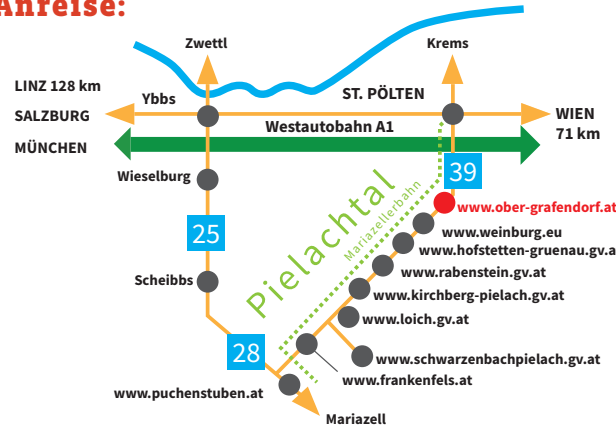 Anreise:
Zwettl
Krems
LINZ 128 km
Ybbs
ST. PÖLTEN
SALZBURG
WIEN
71 km
Westautobahn A1
MÜNCHEN
Wieselburg
39
Pielachtal
Mariazellerbahn
www.ober-grafendorf.at
25
www.weinburg.eu
www.hofstetten-gruenau.gv.a
www.rabenstein.gv.at
Scheibbs
www.kirchberg-pielach.gv.at
www.loich.gv.at
28
www.schwarzenbachpielach.gv.at
www.frankenfels.at
www.puchenstuben.at
Mariazell